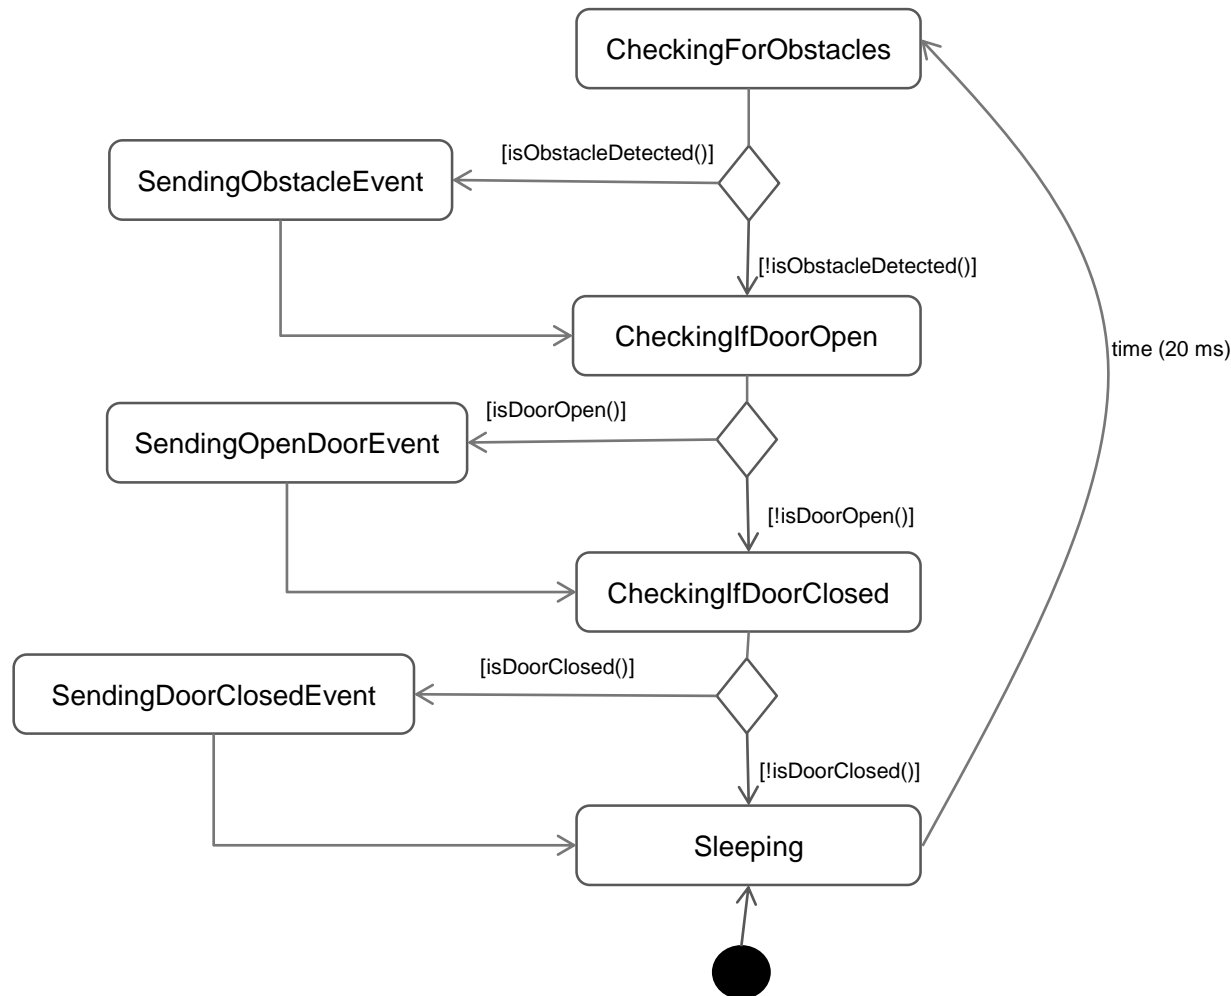 CheckingForObstacles
[isObstacleDetected()]
SendingObstacleEvent
[!isObstacleDetected()]
CheckingIfDoorOpen
time (20 ms)
[isDoorOpen()]
SendingOpenDoorEvent
[!isDoorOpen()]
CheckingIfDoorClosed
[isDoorClosed()]
SendingDoorClosedEvent
[!isDoorClosed()]
Sleeping